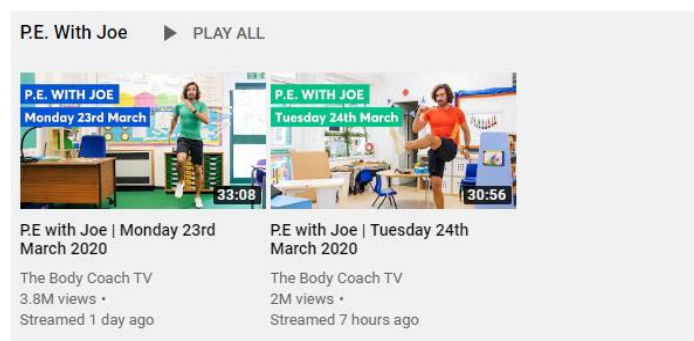 P.E. With Joe PLAY ALL
P.E. WITH JOE
Monday 23rd March
33:08
P.E. WITH JOE
Tuesday 24th March
30:56
P.E with Joe | Monday 23rd
March 2020
The Body Coach TV
3.8M views •
Streamed 1 day ago
P.E with Joe | Tuesday 24th
March 2020
The Body Coach TV
2M views •
Streamed 7 hours ago